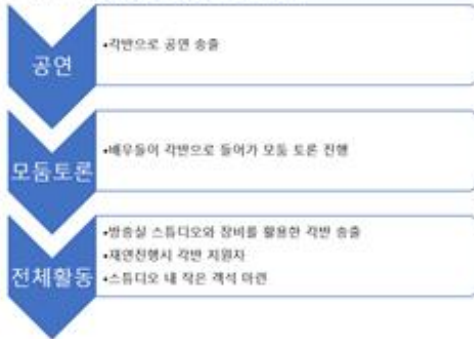 공연
•각반으로 공연 송출
모둠토론
•배우들이 각반으로 들어가 모둠 토론 진행
전체활동
•방송실 스튜디오와 장비를 활용한 각반 송출
•재연진행시 각반 지원자
•스튜디오 내 작은 객석 마련